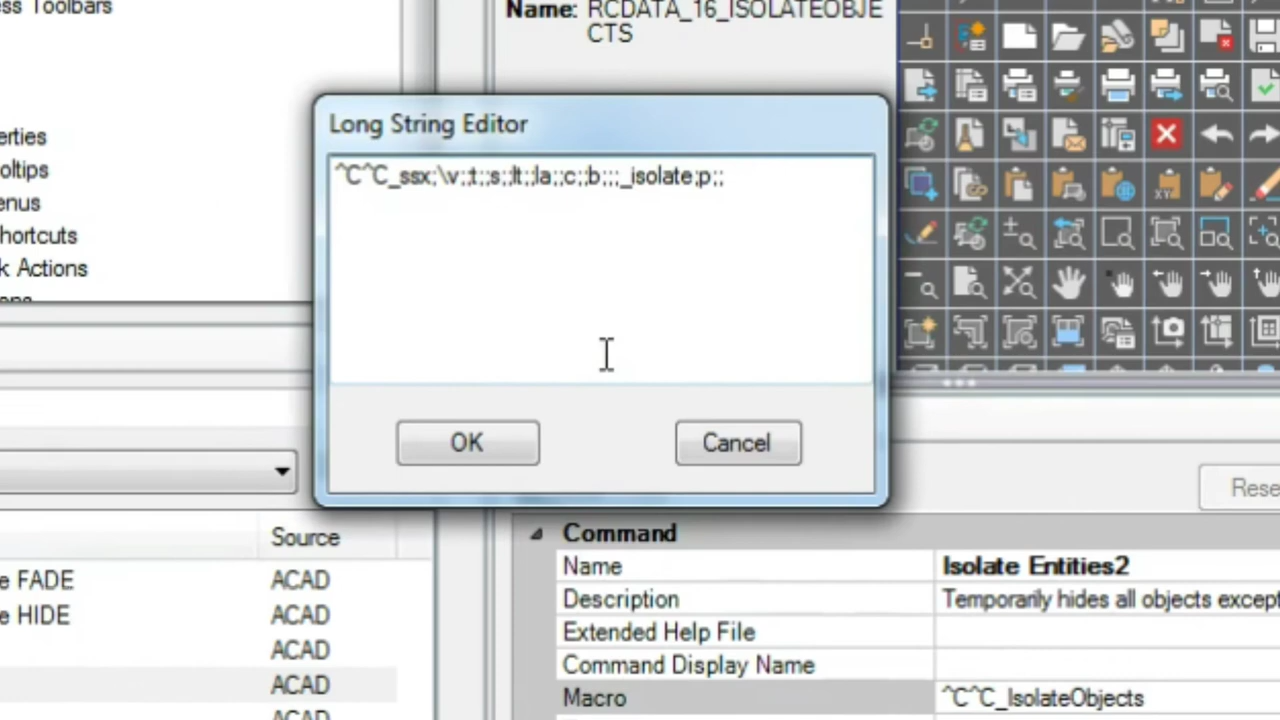 ess Toolbars
Name: RCDATA_16_ISOLATEOBJE
CTS
erties
oltips
enus
hortcuts
k Actions
Long String Editor
^C^C_ssx;\v;;t;;s;;lt;;la;;c;;b;;;_isolate;p;;
OK
Cancel
XY
Rese
Source
e FADE
ACAD
e HIDE
ACAD
ACAD
ACAD
ACAD
Command
Name
Isolate Entities2
Description
Temporarily hides all objects except
Extended Help File
Command Display Name
Macro
^C^C_IsolateObjects